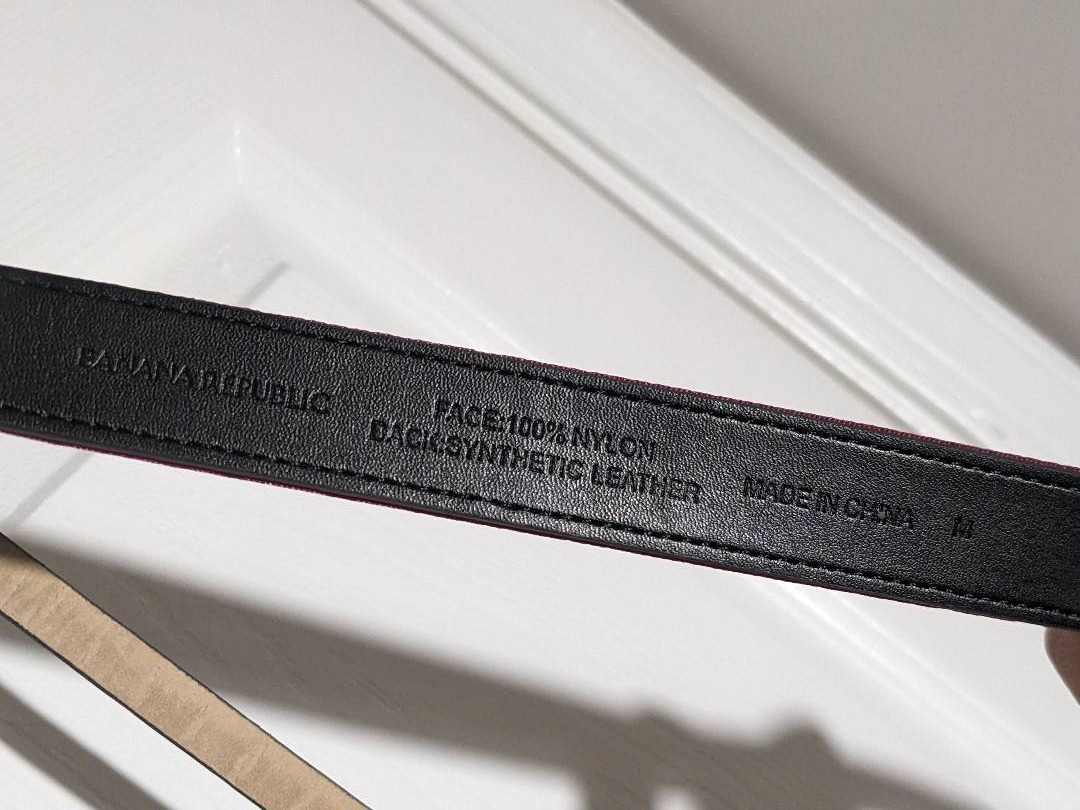 BANANA REPUBLIC
FACE:100% NYLON
BACK:SYNTHETIC LEATHER
MADE IN CHINA
M